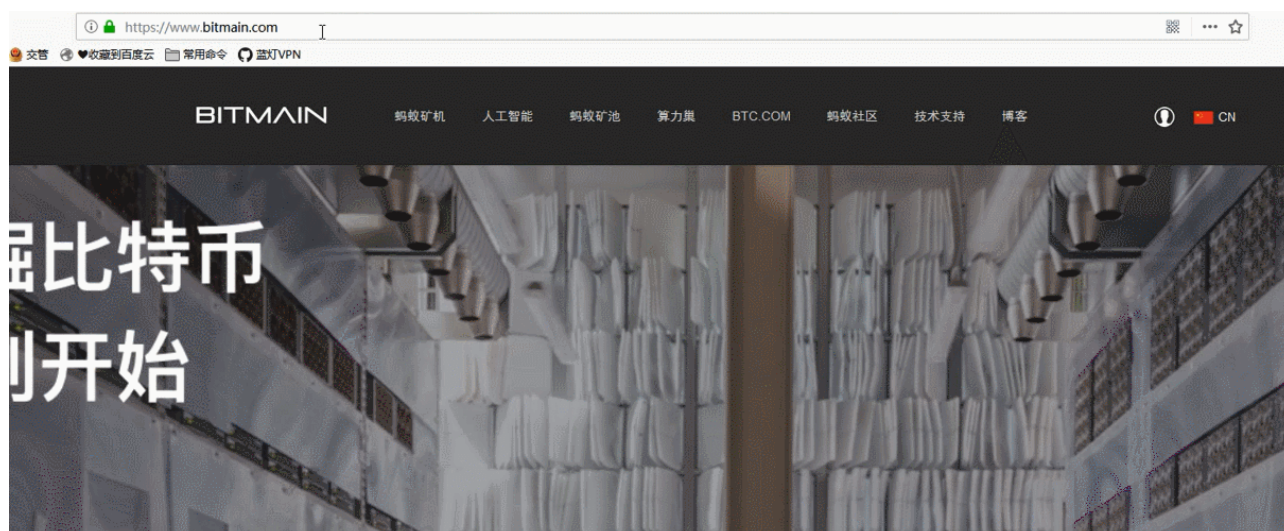 https://www.bitmain.com
交管 ♥收藏到百度云 常用命令 蓝灯VPN
BITMAIN 蚂蚁矿机 人工智能 蚂蚁矿池 算力巢 BTC.COM 蚂蚁社区 技术支持 博客 CN
掘比特币
开始